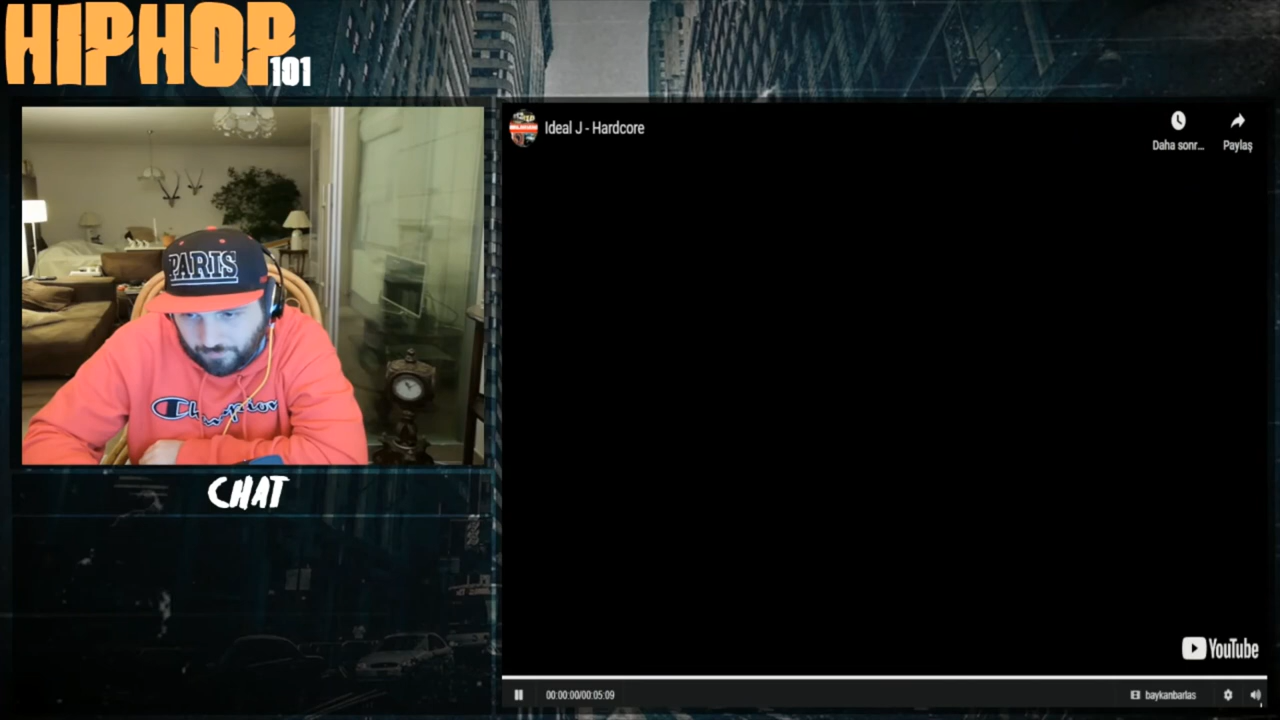 HIPHOP
101
Ideal J - Hardcore
Daha sonr...
Paylaş
PARIS
Champion
CHAT
YouTube
00:00:00/00:05:09
baykanbarlas